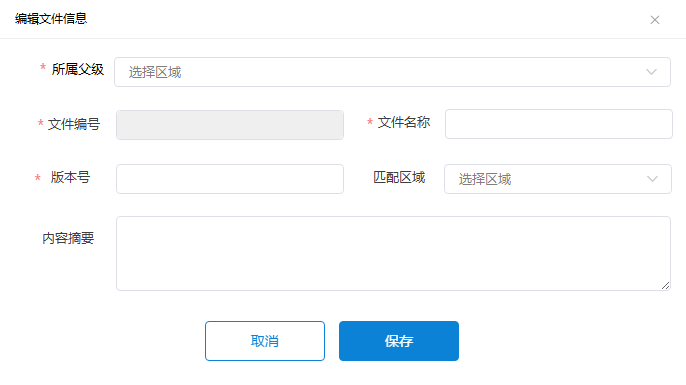 编辑文件信息
* 所属父级 选择区域
* 文件编号 * 文件名称
* 版本号 匹配区域 选择区域
内容摘要
取消 保存